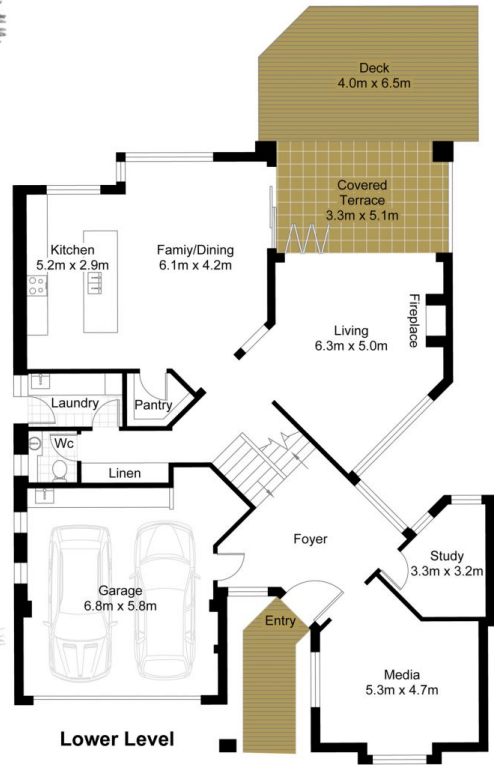 Deck
4.0m x 6.5m
Covered
Terrace
3.3m x 5.1m
Kitchen
5.2m x 2.9m
Famiy/Dining
6.1m x 4.2m
Fireplace
Living
6.3m x 5.0m
Laundry
Pantry
Wc
Linen
Foyer
Study
3.3m x 3.2m
Garage
6.8m x 5.8m
Entry
Media
5.3m x 4.7m
Lower Level